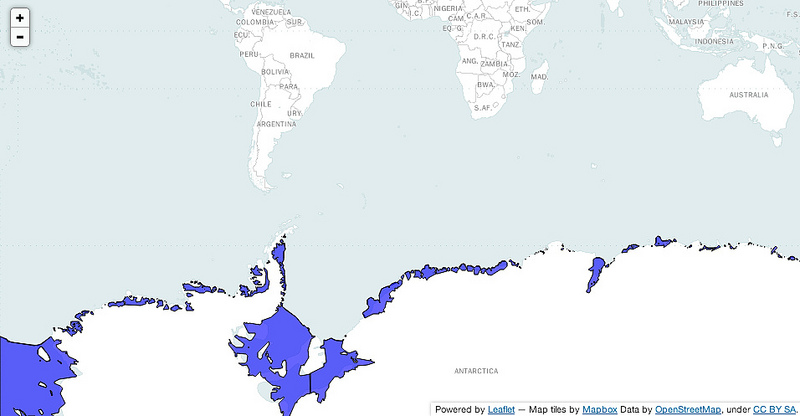 +
−
VENEZUELA
COLOMBIA
SUR.
ECU.
PERU
BRAZIL
BOLIVIA
PARA.
CHILE
URY.
ARGENTINA
GIN.
I.C.
NIGERIA
CAM.
C.A.R.
EQ. G.
ETH.
SOM.
KEN.
D.R.C.
TANZ.
ANG.
ZAMBIA
MOZ.
MAD.
BWA.
S.AF.
PHILIPPINES
MALAYSIA
INDONESIA
P.N.G.
F.S.
AUSTRALIA
ANTARCTICA
Powered by Leaflet — Map tiles by Mapbox Data by OpenStreetMap, under CC BY SA.